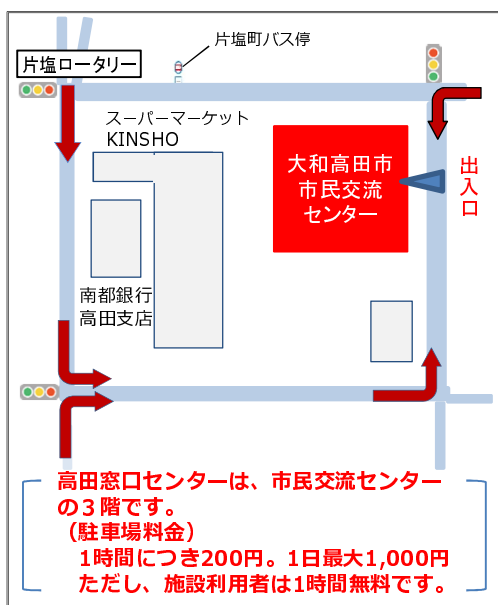 片塩町バス停
片塩ロータリー
スーパーマーケット
KINSHO
大和高田市
市民交流
センター
出入口
南都銀行
高田支店
高田窓口センターは、市民交流センター
の３階です。
（駐車場料金）
1時間につき200円。1日最大1,000円
ただし、施設利用者は1時間無料です。